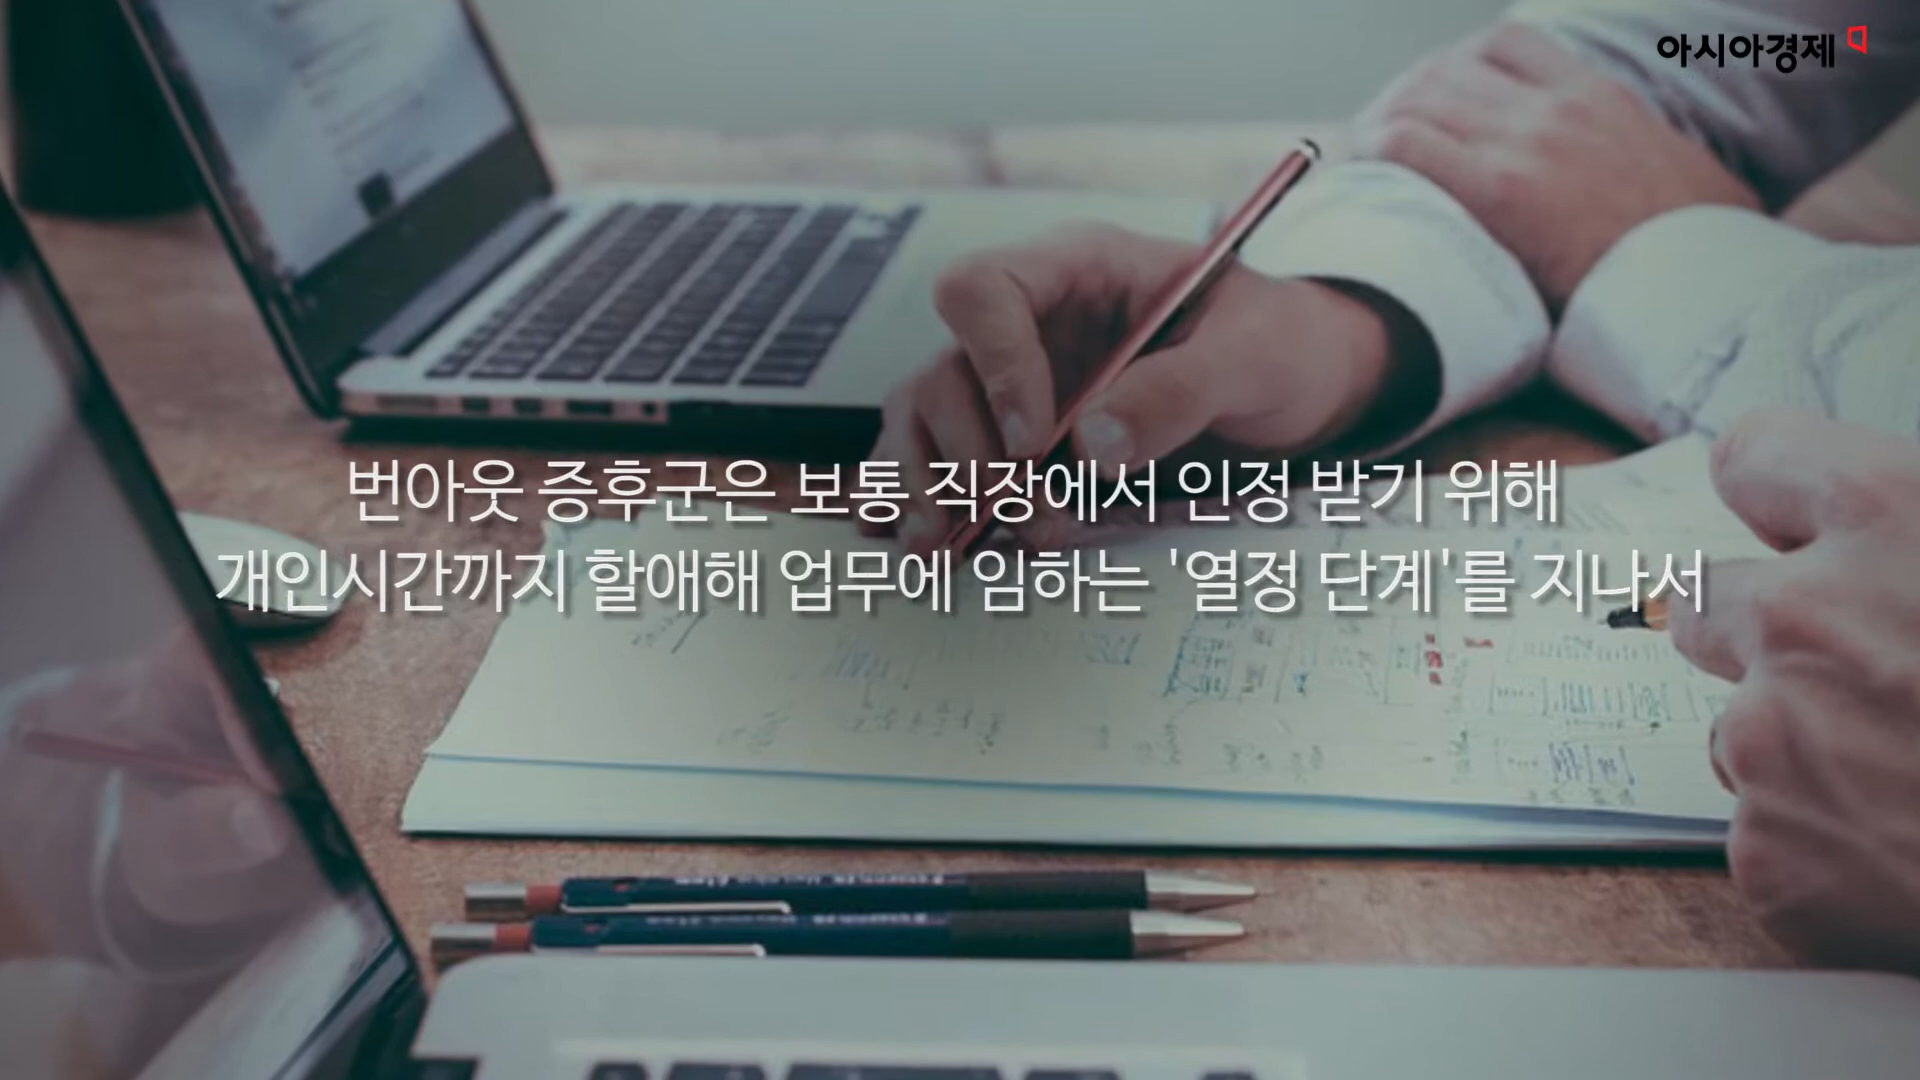 아시아경제
번아웃 증후군은 보통 직장에서 인정 받기 위해
개인시간까지 할애해 업무에 임하는 '열정 단계'를 지나서